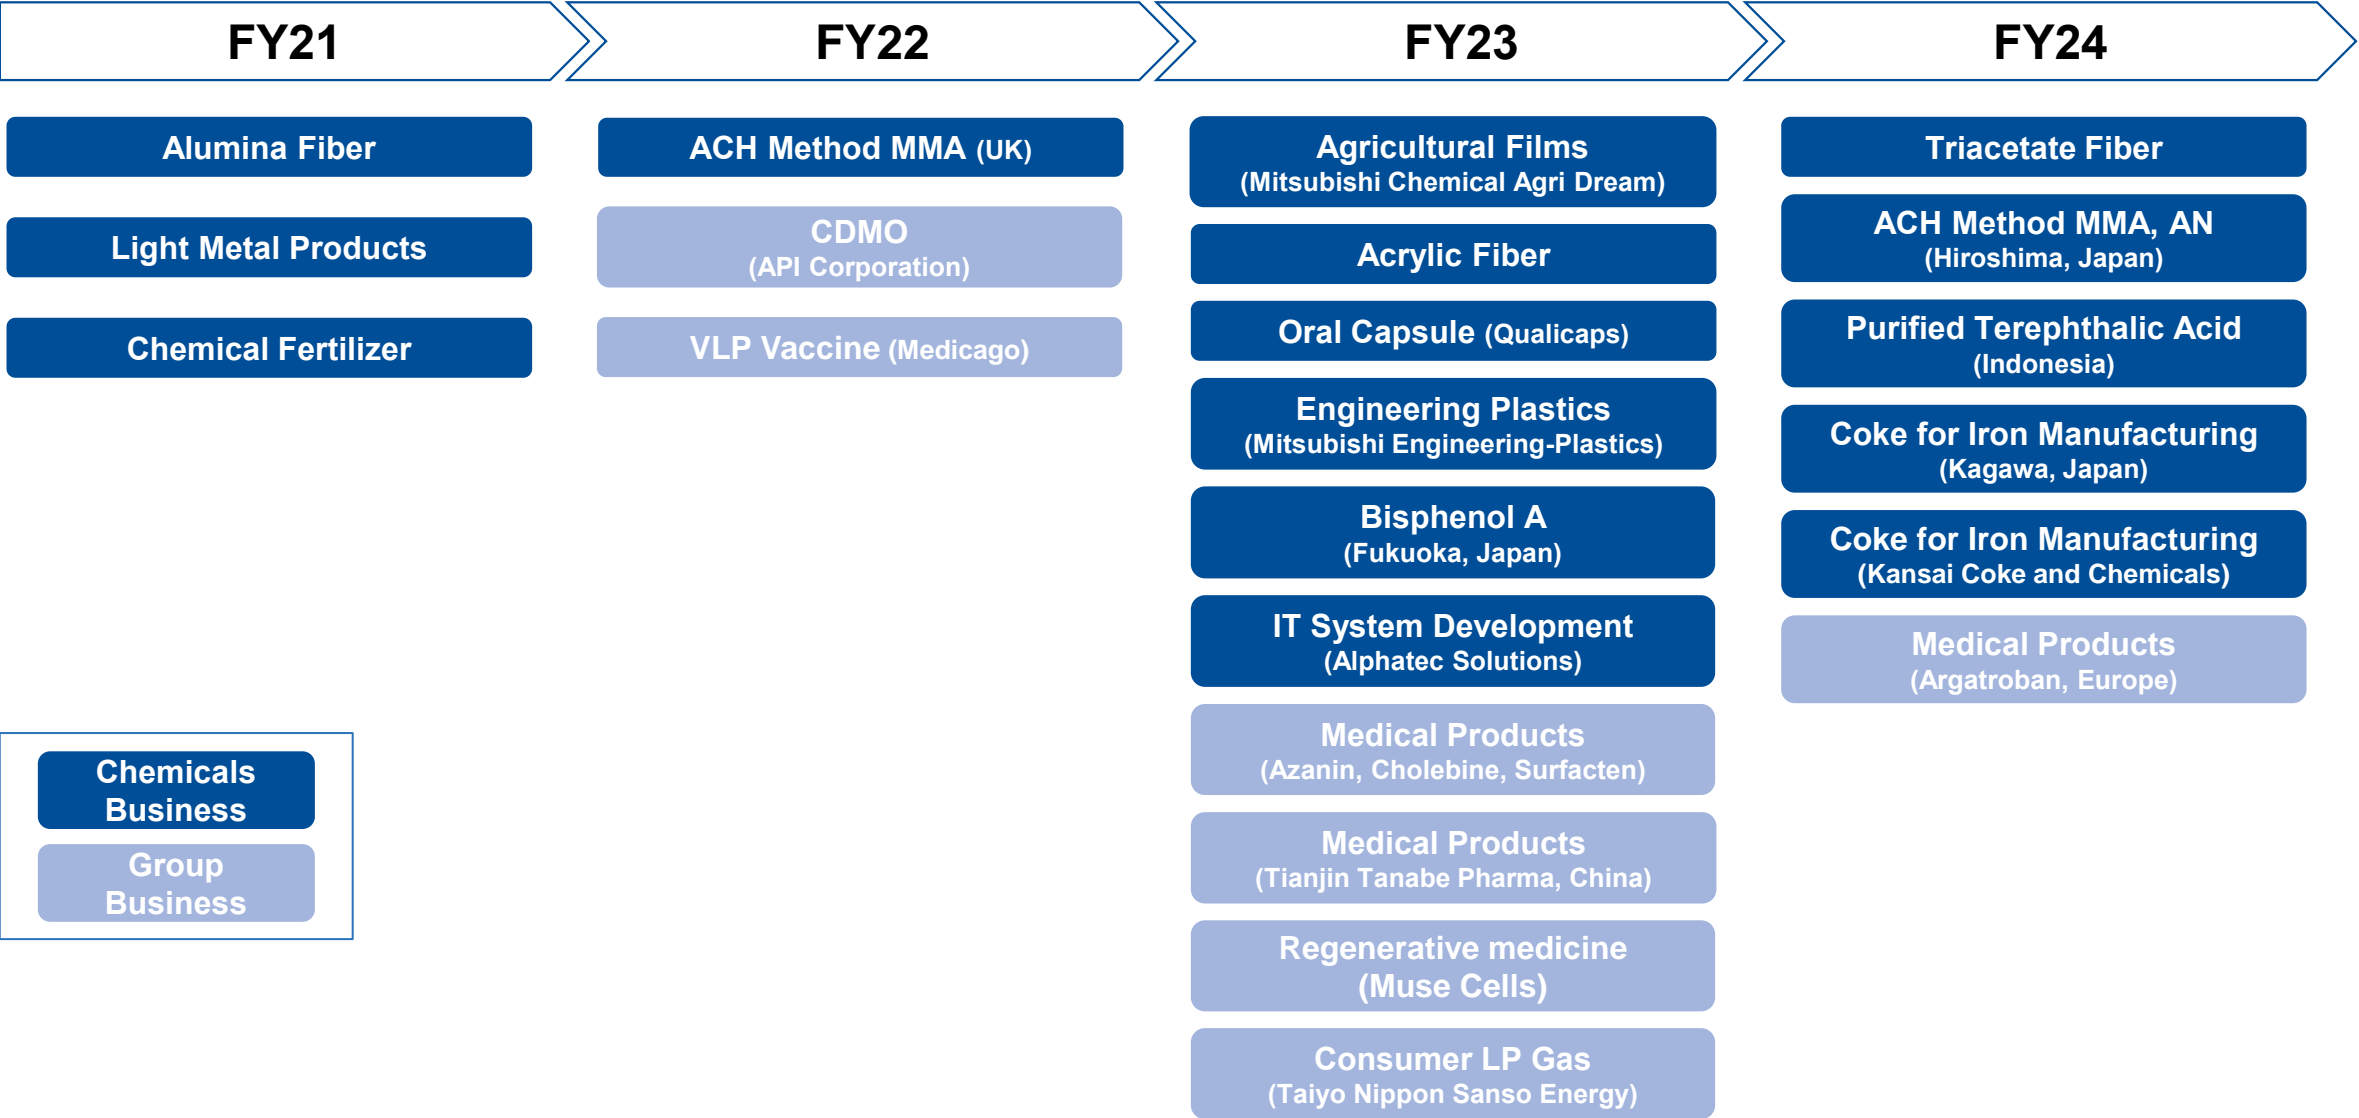 FY21
FY22
FY23
FY24
Alumina Fiber
Light Metal Products
Chemical Fertilizer
ACH Method MMA (UK)
CDMO
(API Corporation)
VLP Vaccine (Medicago)
Agricultural Films
(Mitsubishi Chemical Agri Dream)
Acrylic Fiber
Oral Capsule (Qualicaps)
Engineering Plastics
(Mitsubishi Engineering-Plastics)
Bisphenol A
(Fukuoka, Japan)
IT System Development
(Alphatec Solutions)
Medical Products
(Azanin, Cholebine, Surfacten)
Medical Products
(Tianjin Tanabe Pharma, China)
Regenerative medicine
(Muse Cells)
Consumer LP Gas
(Taiyo Nippon Sanso Energy)
Triacetate Fiber
ACH Method MMA, AN
(Hiroshima, Japan)
Purified Terephthalic Acid
(Indonesia)
Coke for Iron Manufacturing
(Kagawa, Japan)
Coke for Iron Manufacturing
(Kansai Coke and Chemicals)
Medical Products
(Argatroban, Europe)
Chemicals
Business
Group
Business